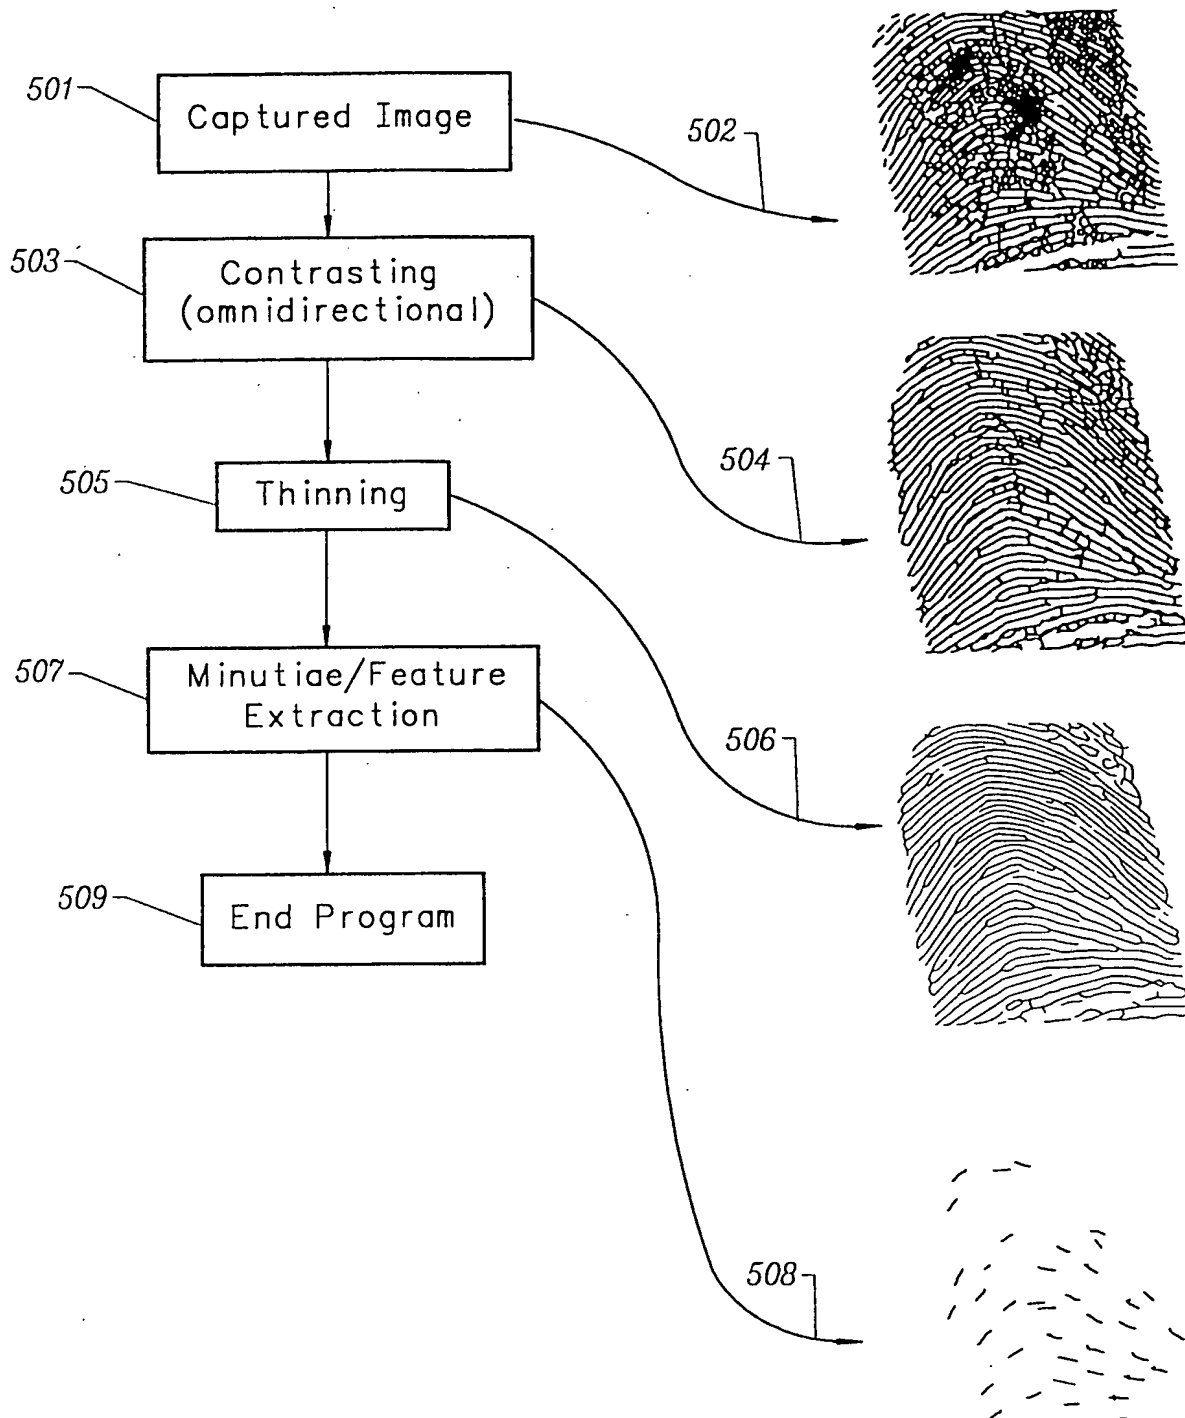 501
Captured Image
502
503
Contrasting
(omnidirectional)
504
505
Thinning
506
507
Minutiae/Feature
Extraction
508
509
End Program